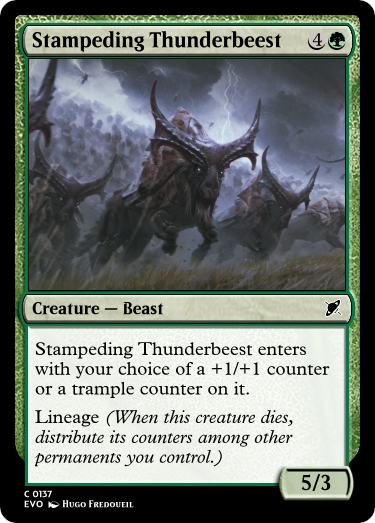 Stampeding Thunderbeest 4
Creature — Beast
Stampeding Thunderbeest enters
with your choice of a +1/+1 counter
or a trample counter on it.
Lineage (When this creature dies,
distribute its counters among other
permanents you control.)
5/3
C 0137
EVO Hugo Fredoueil